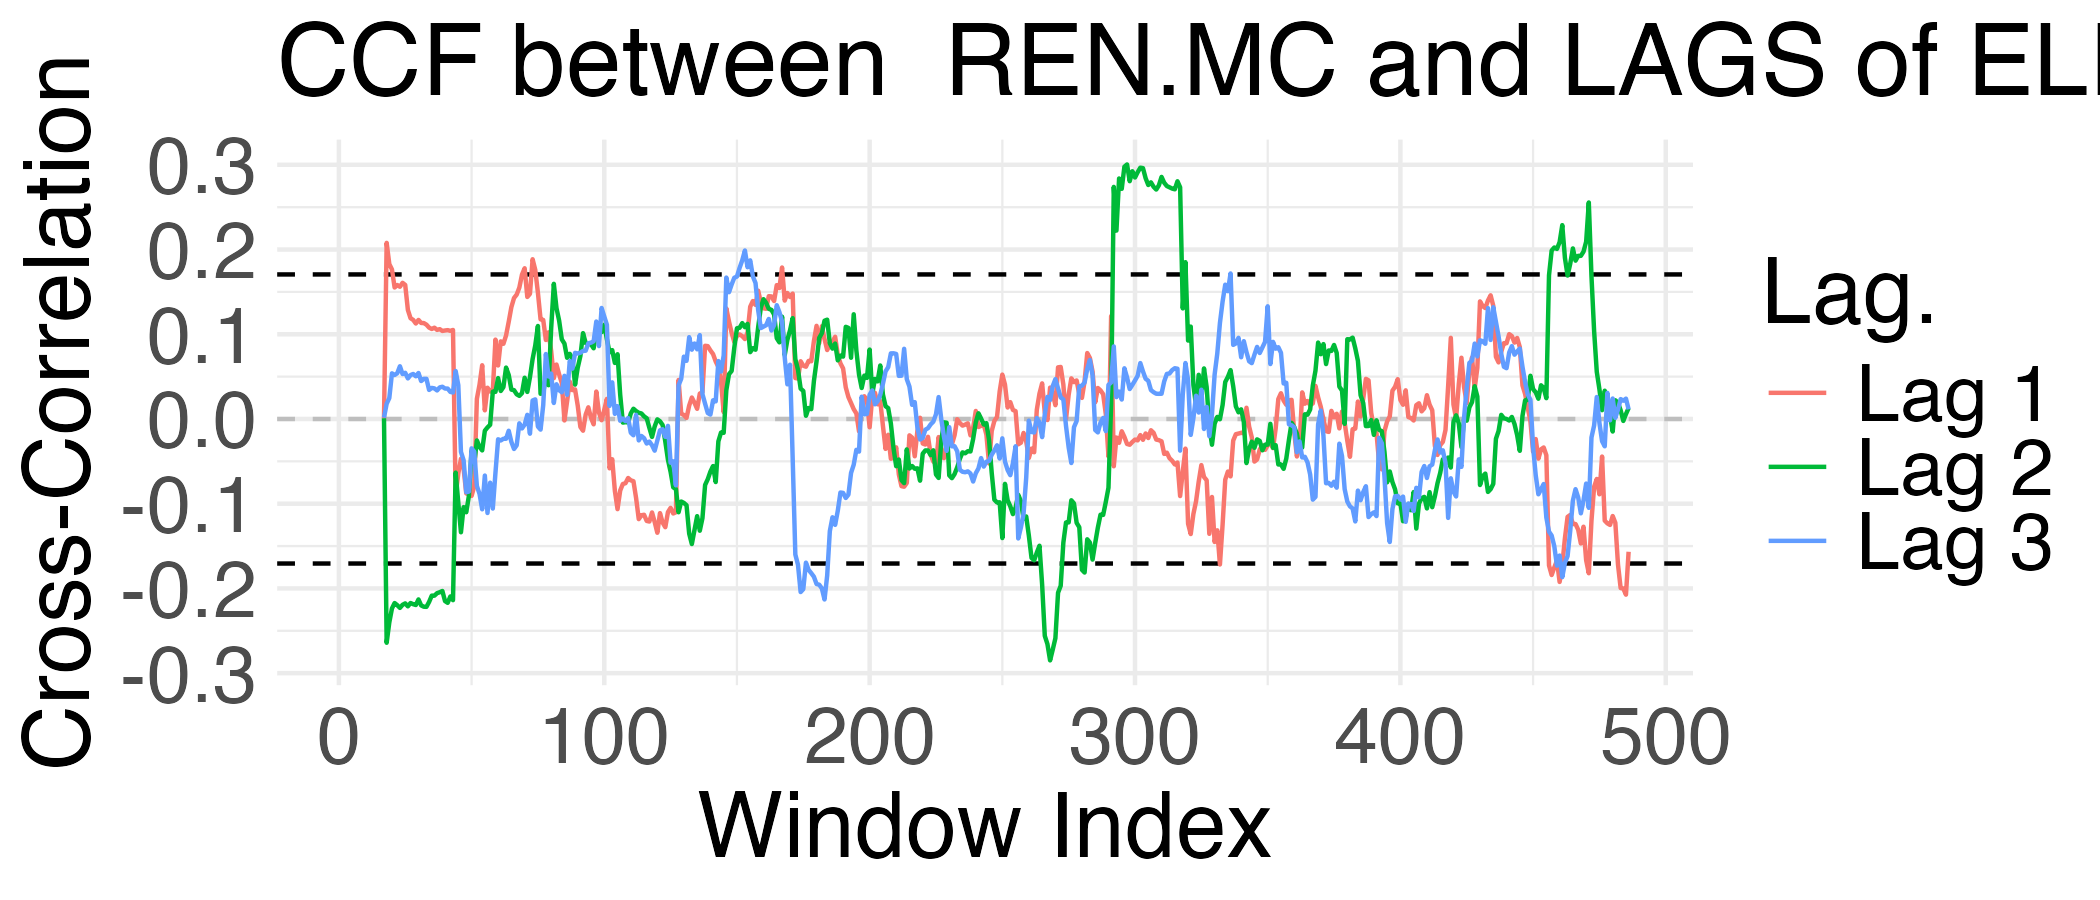 CCF between REN.MC and LAGS of
Cross-Correlation
0.3
0.2
0.1
0.0
-0.1
-0.2
-0.3
0 100 200 300 400 500
Window Index
Lag.
Lag 1
Lag 2
Lag 3